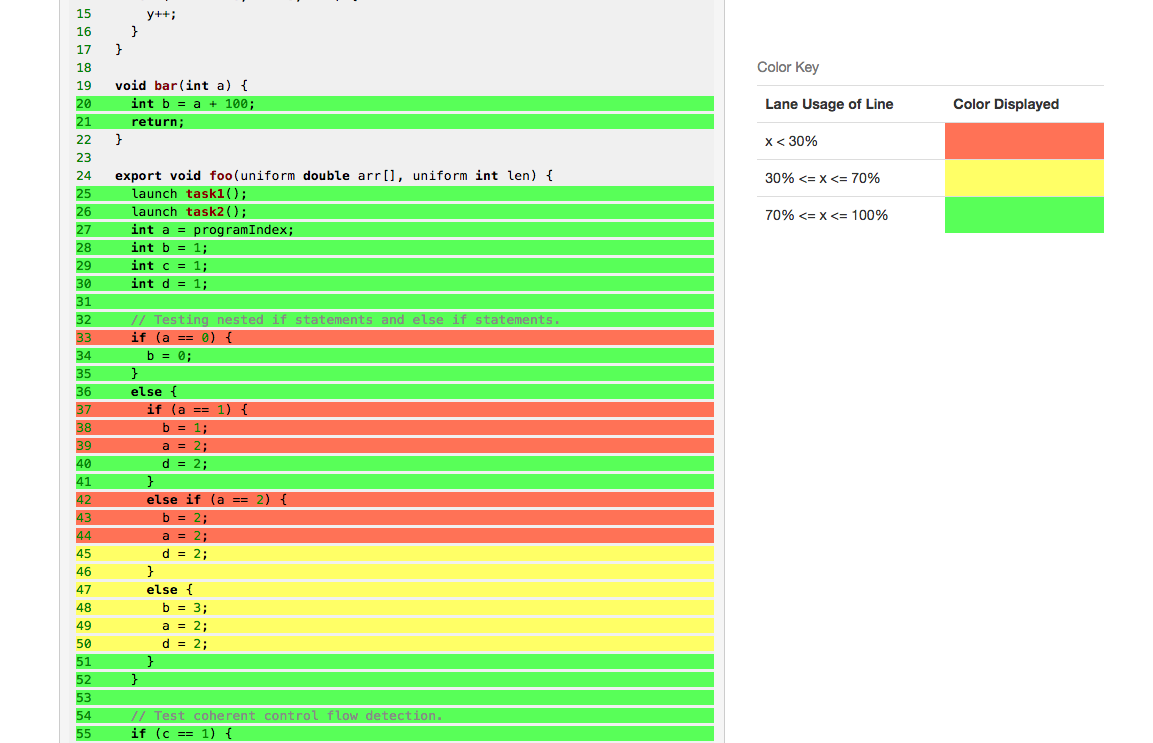 15 y++;
16 }
17 }
18
19 void bar(int a) {
20 int b = a + 100;
21 return;
22 }
23
24 export void foo(uniform double arr[], uniform int len) {
25 launch task1();
26 launch task2();
27 int a = programIndex;
28 int b = 1;
29 int c = 1;
30 int d = 1;
31
32 // Testing nested if statements and else if statements.
33 if (a == 0) {
34 b = 0;
35 }
36 else {
37 if (a == 1) {
38 b = 1;
39 a = 2;
40 d = 2;
41 }
42 else if (a == 2) {
43 b = 2;
44 a = 2;
45 d = 2;
46 }
47 else {
48 b = 3;
49 a = 2;
50 d = 2;
51 }
52 }
53
54 // Test coherent control flow detection.
55 if (c == 1) {
Color Key
Lane Usage of Line Color Displayed
x < 30%
30% <= x <= 70%
70% <= x <= 100%